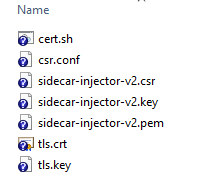 Name
cert.sh
csr.conf
sidecar-injector-v2.csr
sidecar-injector-v2.key
sidecar-injector-v2.pem
tls.crt
tls.key